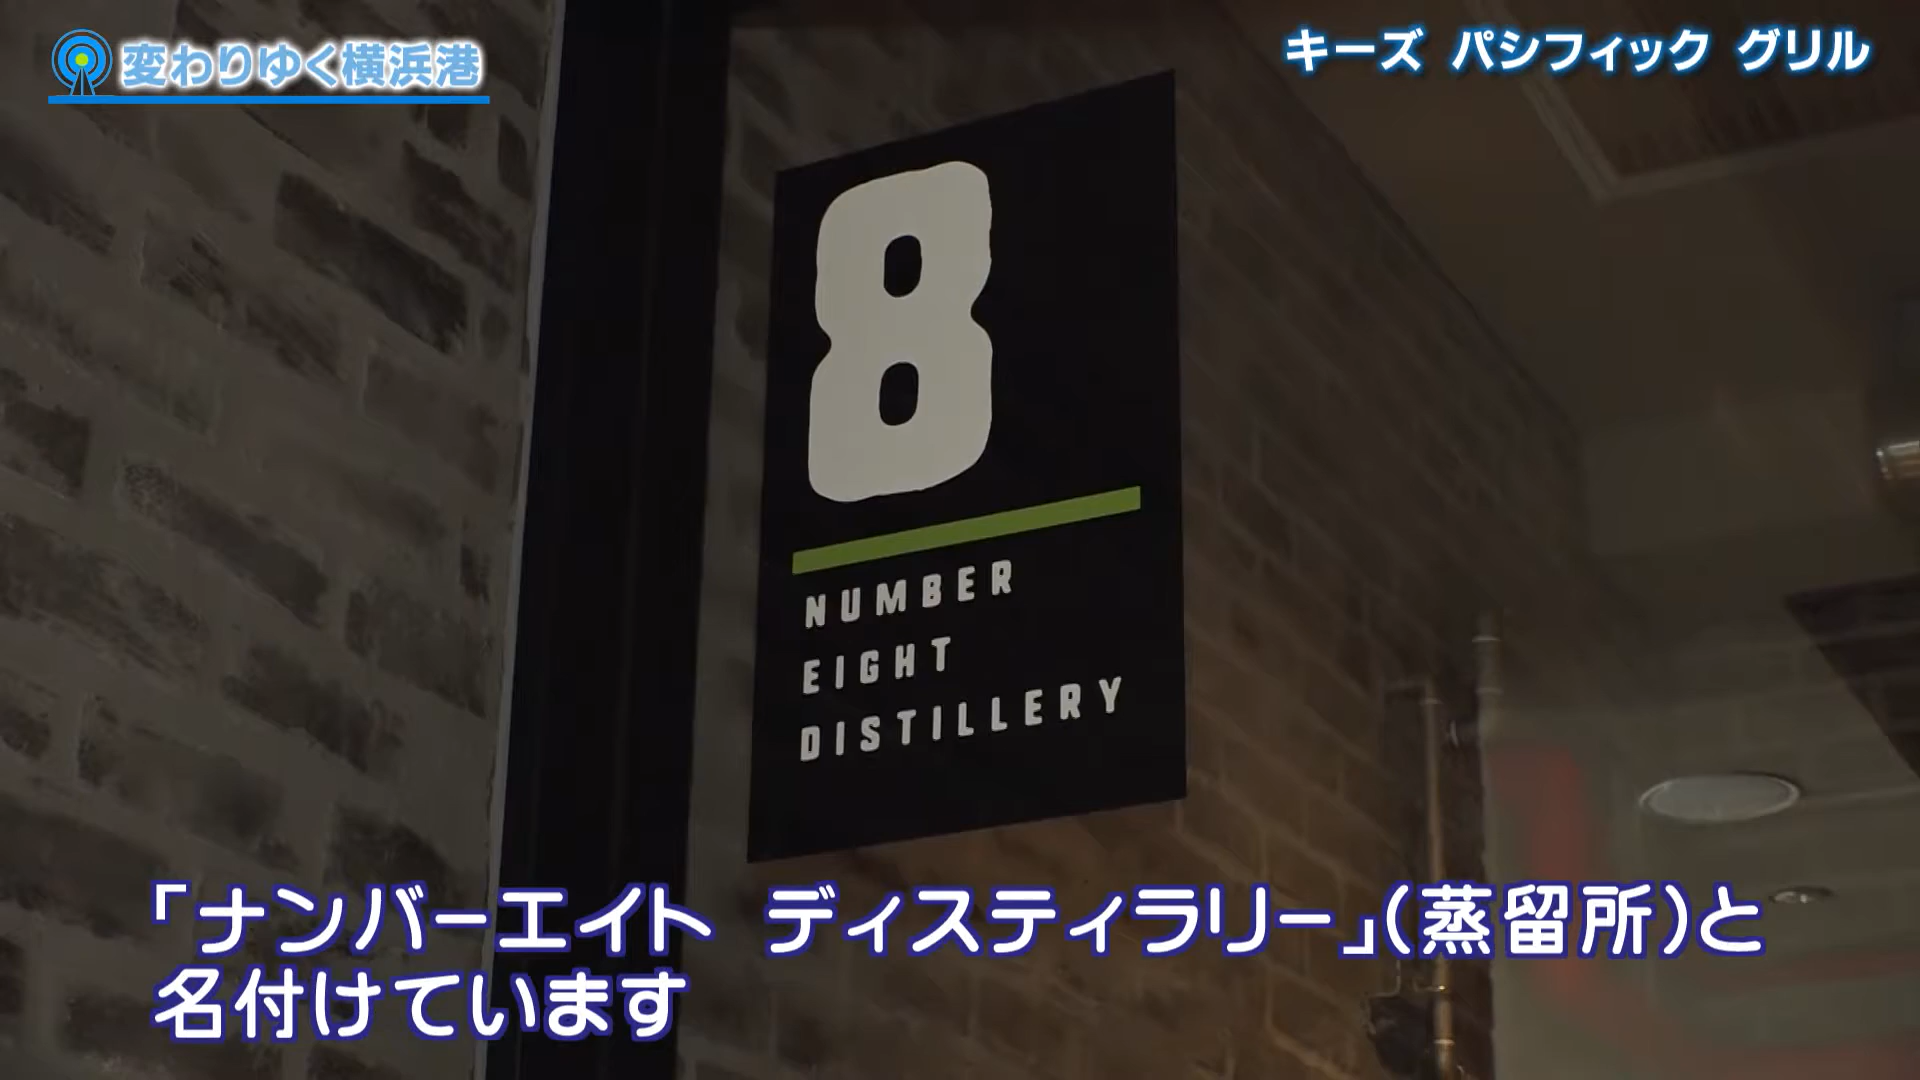 変わりゆく横浜港
キーズ パシフィック グリル
8
NUMBER
EIGHT
DISTILLERY
「ナンバーエイト ディスティラリー」(蒸留所)と
名付けています